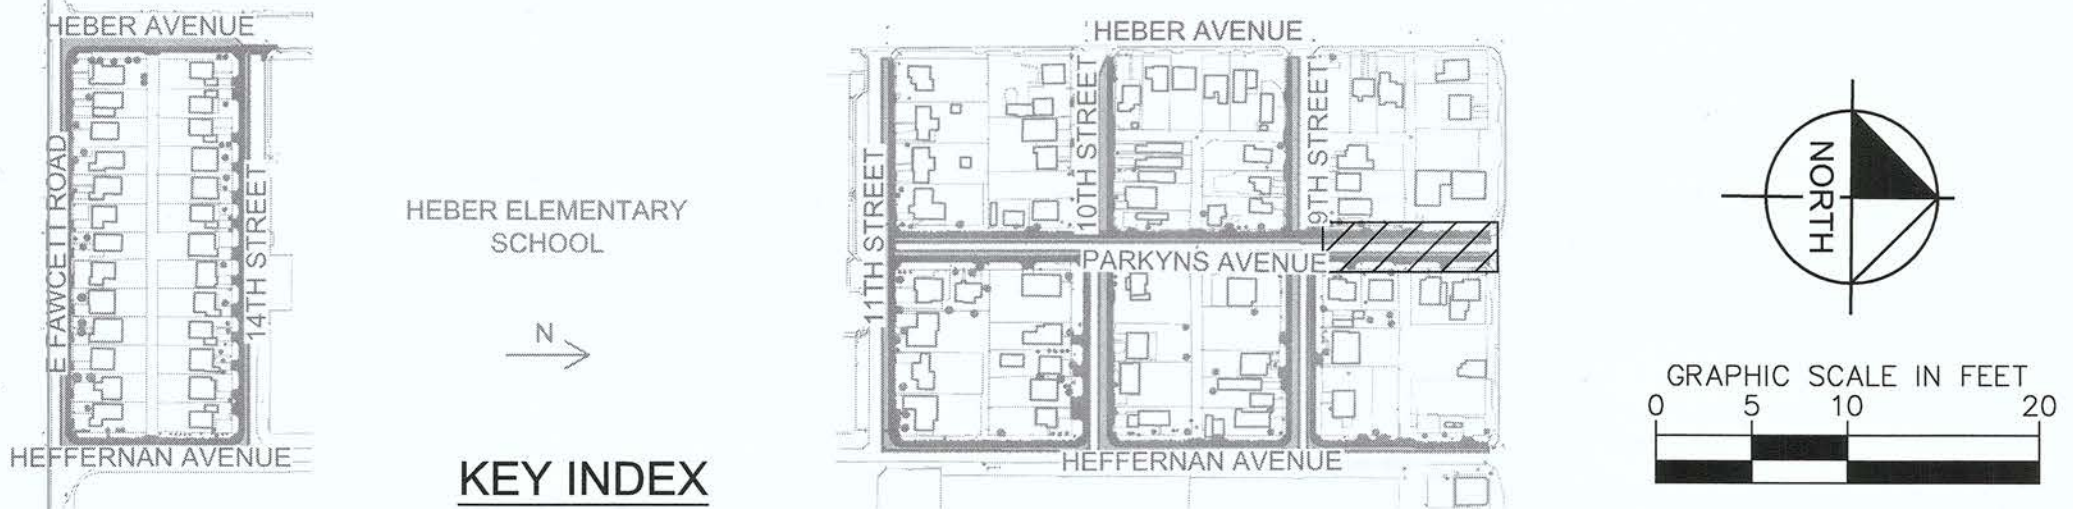 HEBER AVENUE
E FAWCETT ROAD
14TH STREET
HEFFERNAN AVENUE
HEBER ELEMENTARY
SCHOOL
N
KEY INDEX
HEBER AVENUE
11TH STREET
10TH STREET
9TH STREET
PARKYNS AVENUE
HEFFERNAN AVENUE
NORTH
GRAPHIC SCALE IN FEET
0 5 10 20